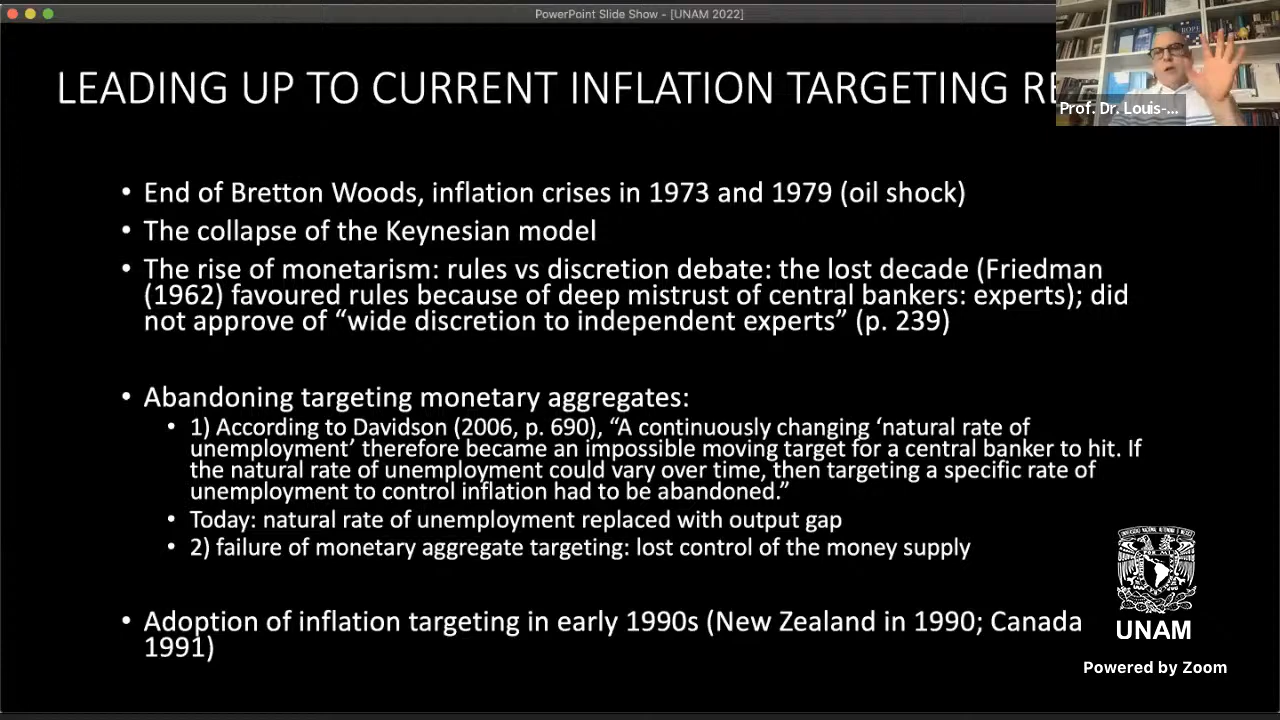 PowerPoint Slide Show - [UNAM 2022]
LEADING UP TO CURRENT INFLATION TARGETING RE
Prof. Dr. Louis-...
• End of Bretton Woods, inflation crises in 1973 and 1979 (oil shock)
• The collapse of the Keynesian model
• The rise of monetarism: rules vs discretion debate: the lost decade (Friedman
(1962) favoured rules because of deep mistrust of central bankers: experts); did
not approve of “wide discretion to independent experts” (p. 239)
• Abandoning targeting monetary aggregates:
• 1) According to Davidson (2006, p. 690), “A continuously changing ‘natural rate of
unemployment’ therefore became an impossible moving target for a central banker to hit. If
the natural rate of unemployment could vary over time, then targeting a specific rate of
unemployment to control inflation had to be abandoned.”
• Today: natural rate of unemployment replaced with output gap
• 2) failure of monetary aggregate targeting: lost control of the money supply
• Adoption of inflation targeting in early 1990s (New Zealand in 1990; Canada
1991)
UNAM
Powered by Zoom